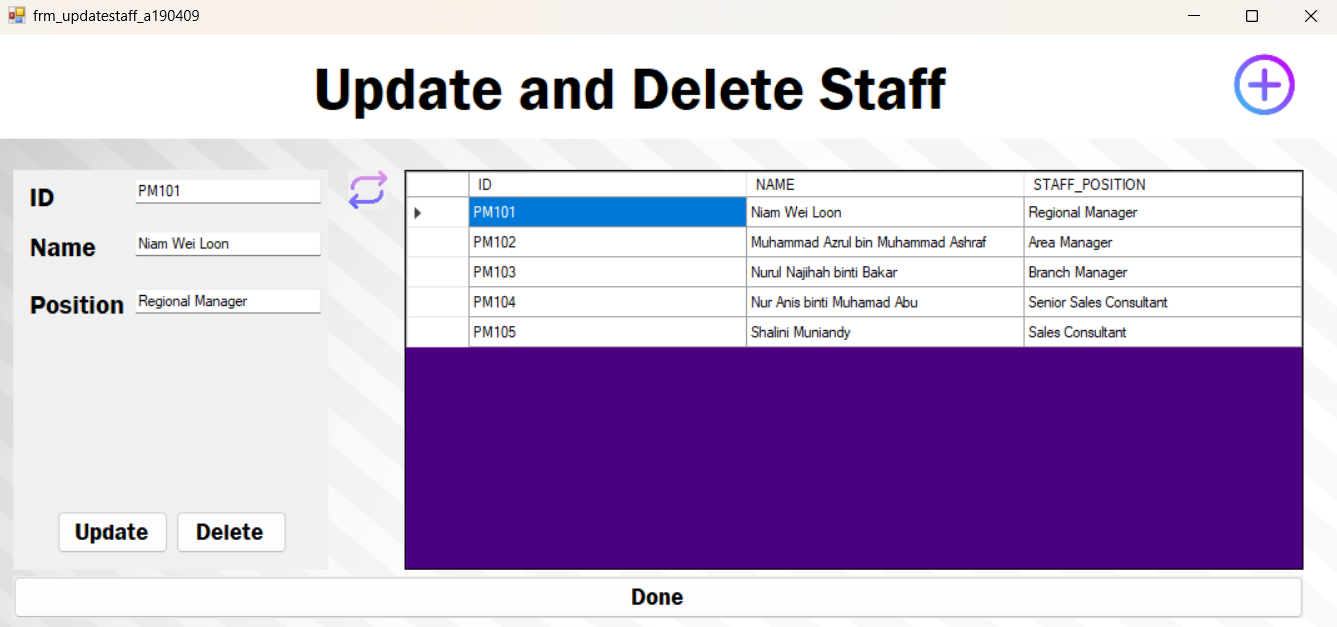 frm_updatestaff_a190409
Update and Delete Staff
ID PM101
Name Niam Wei Loon
Position Regional Manager
Update Delete
ID NAME STAFF_POSITION
PM101 Niam Wei Loon Regional Manager
PM102 Muhammad Azrul bin Muhammad Ashraf Area Manager
PM103 Nurul Najihah binti Bakar Branch Manager
PM104 Nur Anis binti Muhamad Abu Senior Sales Consultant
PM105 Shalini Muniandy Sales Consultant
Done